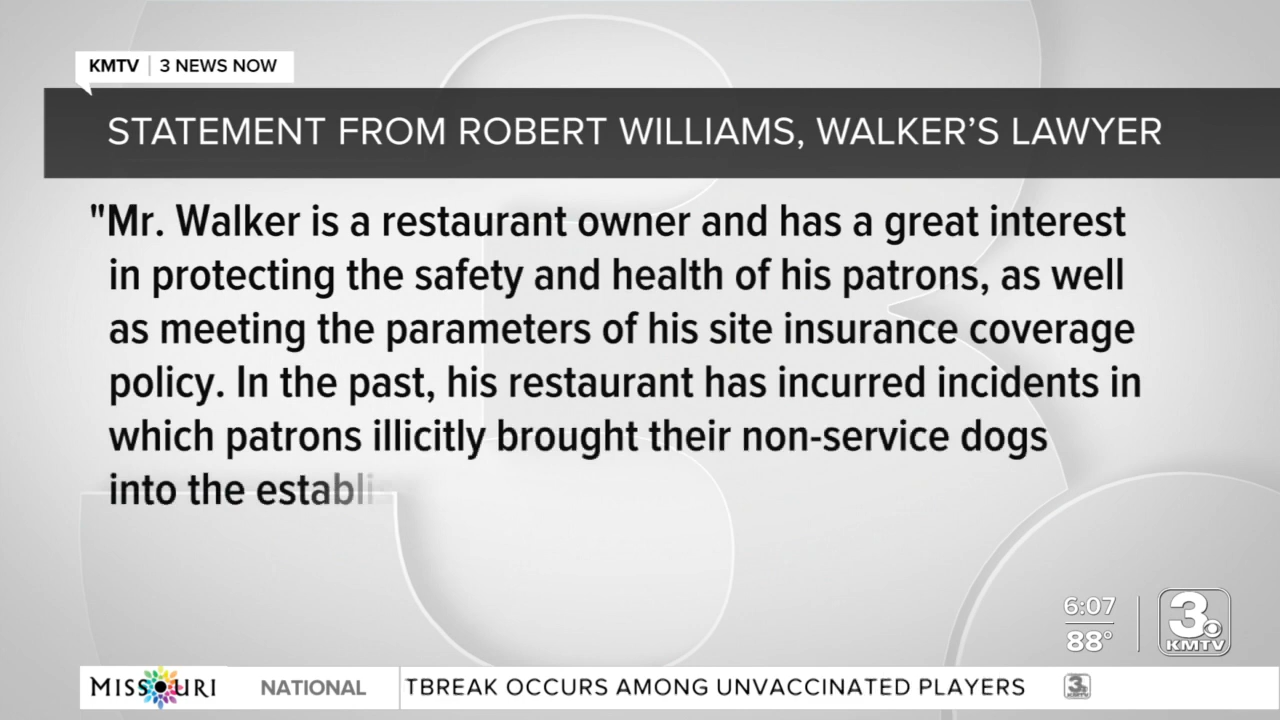 KMTV | 3 NEWS NOW
STATEMENT FROM ROBERT WILLIAMS, WALKER'S LAWYER
"Mr. Walker is a restaurant owner and has a great interest
in protecting the safety and health of his patrons, as well
as meeting the parameters of his site insurance coverage
policy. In the past, his restaurant has incurred incidents in
which patrons illicitly brought their non-service dogs
into the establi
6:07
88°
3
KMTV
MISSOURI NATIONAL TBREAK OCCURS AMONG UNVACCINATED PLAYERS 3